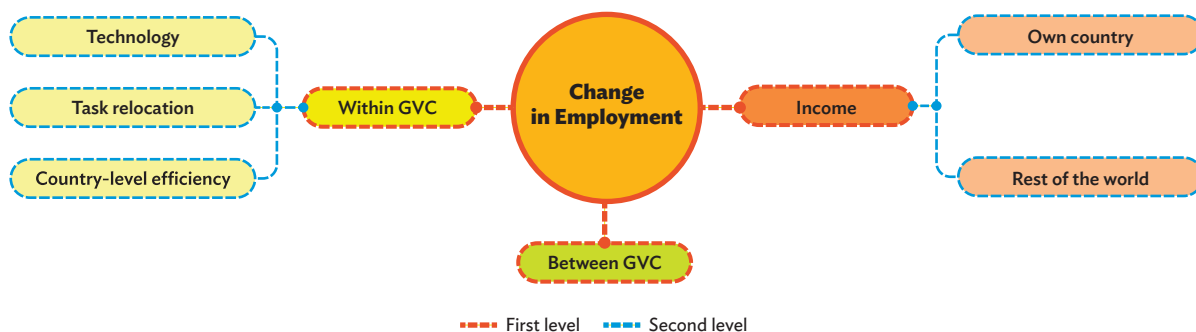 Technology
Task relocation
Country-level efficiency
Within GVC
Change
in Employment
Between GVC
Income
Own country
Rest of the world
First level
Second level